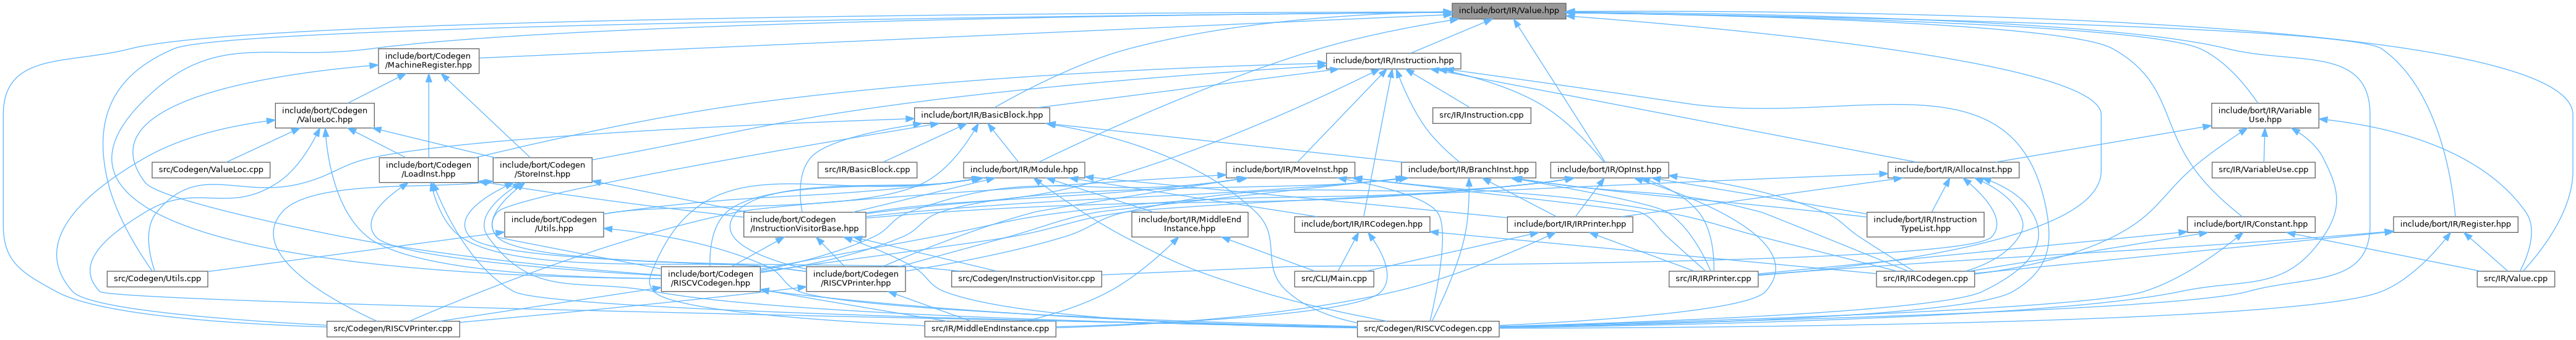 include/bort/IR/Value.hpp
include/bort/Codegen
/MachineRegister.hpp
include/bort/IR/Instruction.hpp
include/bort/Codegen
/ValueLoc.hpp
include/bort/IR/BasicBlock.hpp
src/IR/Instruction.cpp
include/bort/IR/Variable
Use.hpp
src/Codegen/ValueLoc.cpp
include/bort/Codegen
/LoadInst.hpp
include/bort/Codegen
/StoreInst.hpp
src/IR/BasicBlock.cpp
include/bort/IR/Module.hpp
include/bort/IR/MoveInst.hpp
include/bort/IR/BranchInst.hpp
include/bort/IR/OpInst.hpp
include/bort/IR/AllocaInst.hpp
src/IR/VariableUse.cpp
include/bort/Codegen
/Utils.hpp
include/bort/Codegen
/InstructionVisitorBase.hpp
include/bort/IR/MiddleEnd
Instance.hpp
include/bort/IR/IRCodegen.hpp
include/bort/IR/IRPrinter.hpp
include/bort/IR/Instruction
TypeList.hpp
include/bort/IR/Constant.hpp
include/bort/IR/Register.hpp
src/Codegen/Utils.cpp
include/bort/Codegen
/RISCVCodegen.hpp
include/bort/Codegen
/RISCVPrinter.hpp
src/Codegen/InstructionVisitor.cpp
src/CLI/Main.cpp
src/IR/IRPrinter.cpp
src/IR/IRCodegen.cpp
src/IR/Value.cpp
src/Codegen/RISCVPrinter.cpp
src/IR/MiddleEndInstance.cpp
src/Codegen/RISCVCodegen.cpp